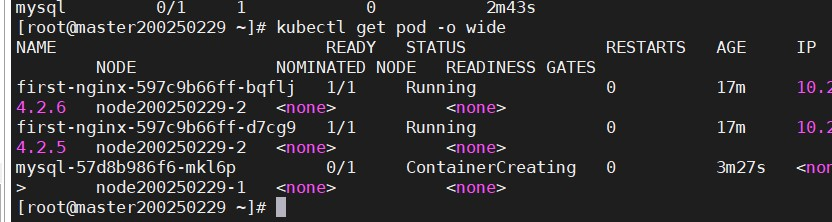 mysql 0/1 1 0 2m43s
[root@master200250229 ~]# kubectl get pod -o wide
NAME READY STATUS RESTARTS AGE IP
NODE NOMINATED NODE READINESS GATES
first-nginx-597c9b66ff-bqflj 1/1 Running 0 17m 10.2
4.2.6 node200250229-2 <none> <none>
first-nginx-597c9b66ff-d7cg9 1/1 Running 0 17m 10.2
4.2.5 node200250229-2 <none> <none>
mysql-57d8b986f6-mkl6p 0/1 ContainerCreating 0 3m27s <non
> node200250229-1 <none> <none>
[root@master200250229 ~]#